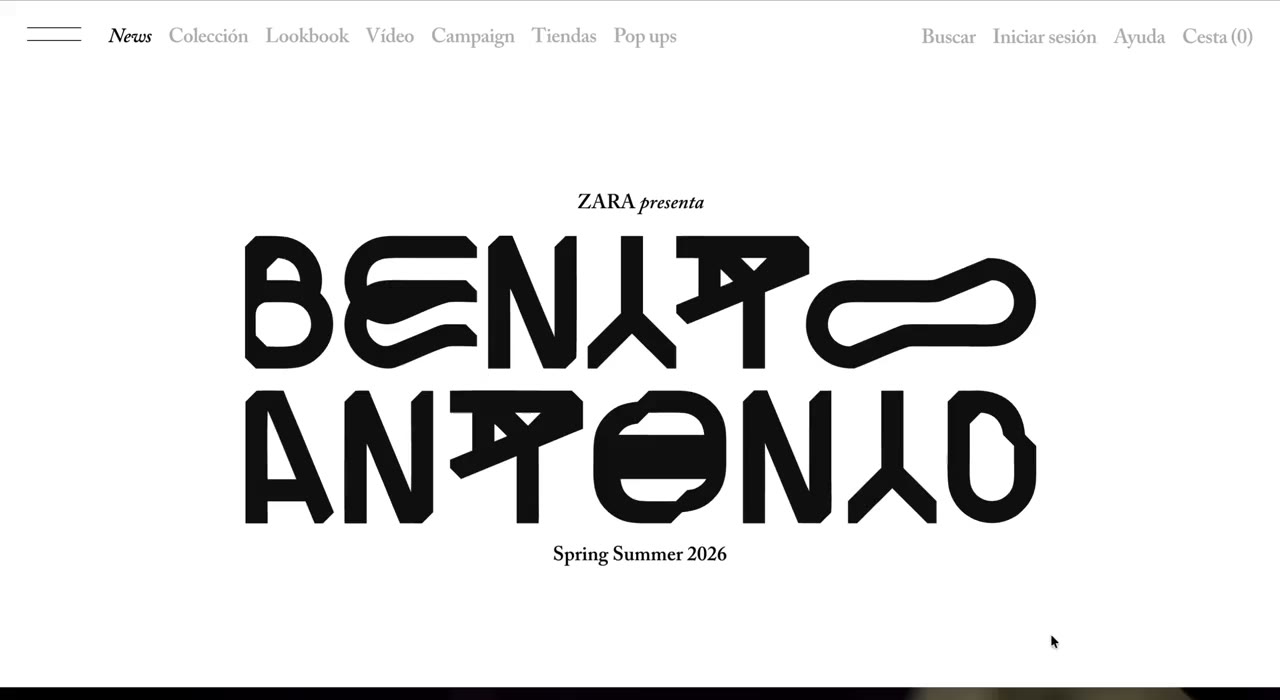 News Colección Lookbook Vídeo Campaign Tiendas Pop ups Buscar Iniciar sesión Ayuda Cesta (0)
ZARA presenta
BENITO
ANTONIO
Spring Summer 2026